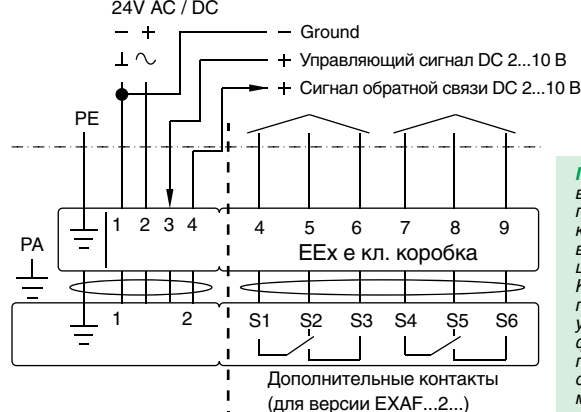 24V AC / DC
− +
⊥ ∿
− Ground
+ Управляющий сигнал DC 2...10 В
+ Сигнал обратной связи DC 2...10 В
PE
1 2 3 4
4 5 6 7 8 9
EEx e кл. коробка
PA
1 2
S1 S2 S3 S4 S5 S6
Дополнительные контакты
(для версии EXAF...2...)